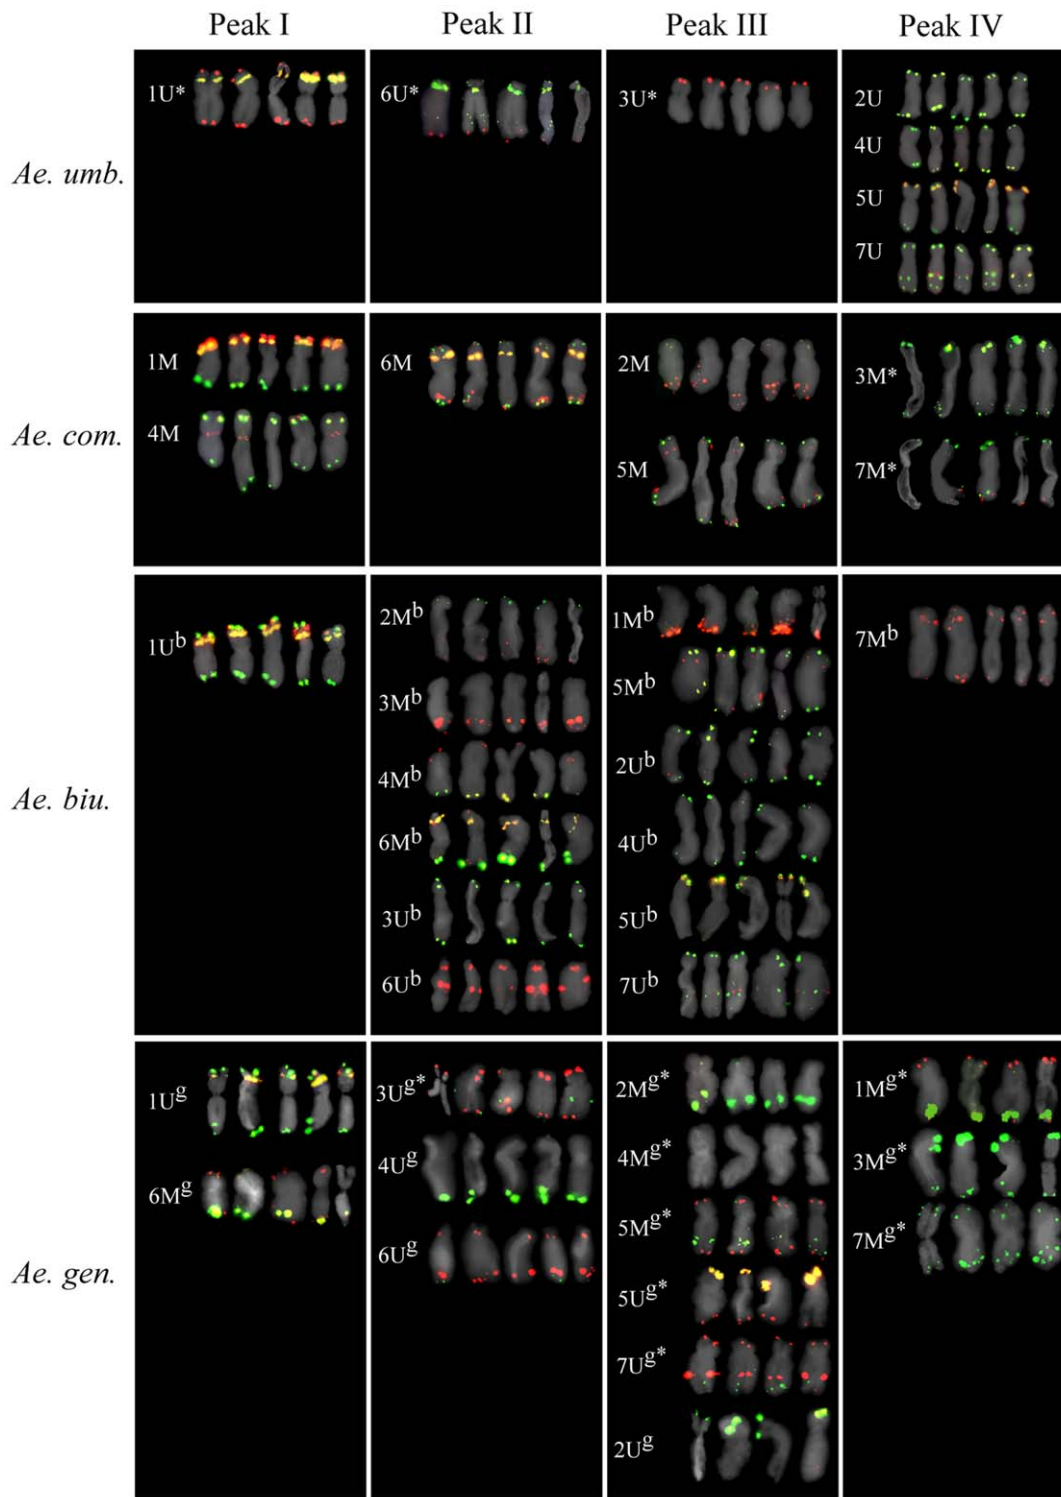 Peak I Peak II Peak III Peak IV
Ae. umb.
1U*
6U*
3U*
2U
4U
5U
7U
Ae. com.
1M
4M
6M
2M
5M
3M*
7M*
Ae. biu.
1Uᵇ
2Mᵇ
3Mᵇ
4Mᵇ
6Mᵇ
3Uᵇ
6Uᵇ
1Mᵇ
5Mᵇ
2Uᵇ
4Uᵇ
5Uᵇ
7Uᵇ
7Mᵇ
Ae. gen.
1Uᵍ
6Mᵍ
3Uᵍ*
4Uᵍ
6Uᵍ
2Mᵍ*
4Mᵍ*
5Mᵍ*
5Uᵍ*
7Uᵍ*
2Uᵍ
1Mᵍ*
3Mᵍ*
7Mᵍ*